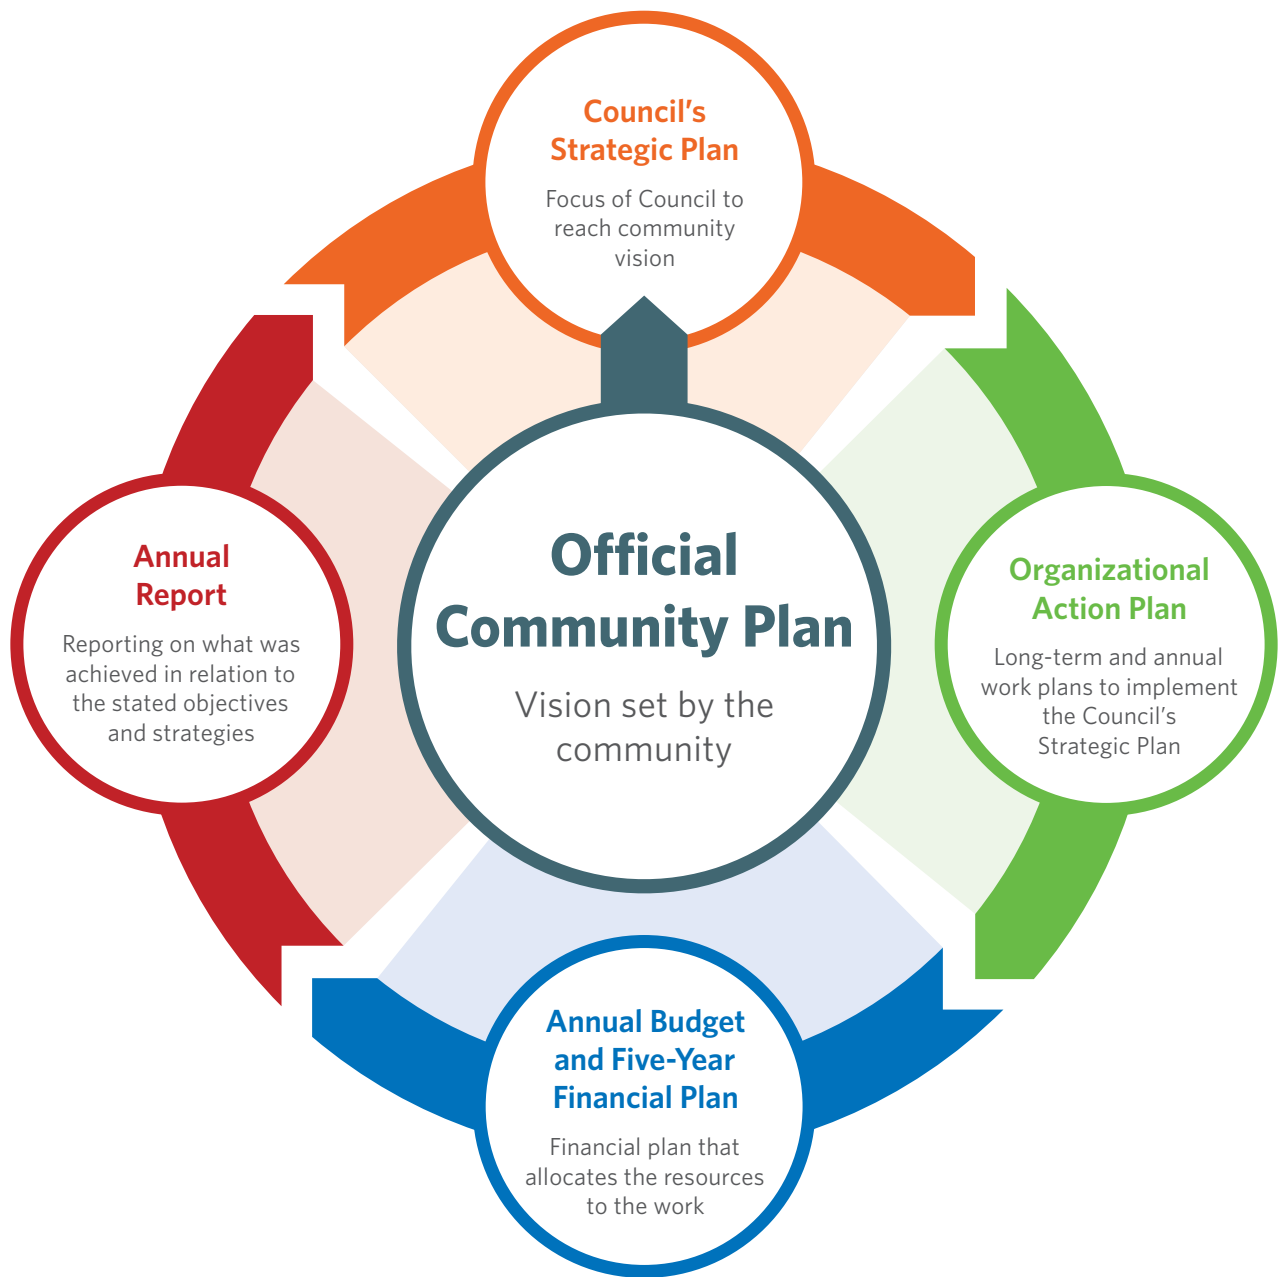 Council’s
Strategic Plan
Focus of Council to
reach community
vision
Annual
Report
Reporting on what was
achieved in relation to
the stated objectives
and strategies
Official
Community Plan
Vision set by the
community
Organizational
Action Plan
Long-term and annual
work plans to implement
the Council’s
Strategic Plan
Annual Budget
and Five-Year
Financial Plan
Financial plan that
allocates the resources
to the work